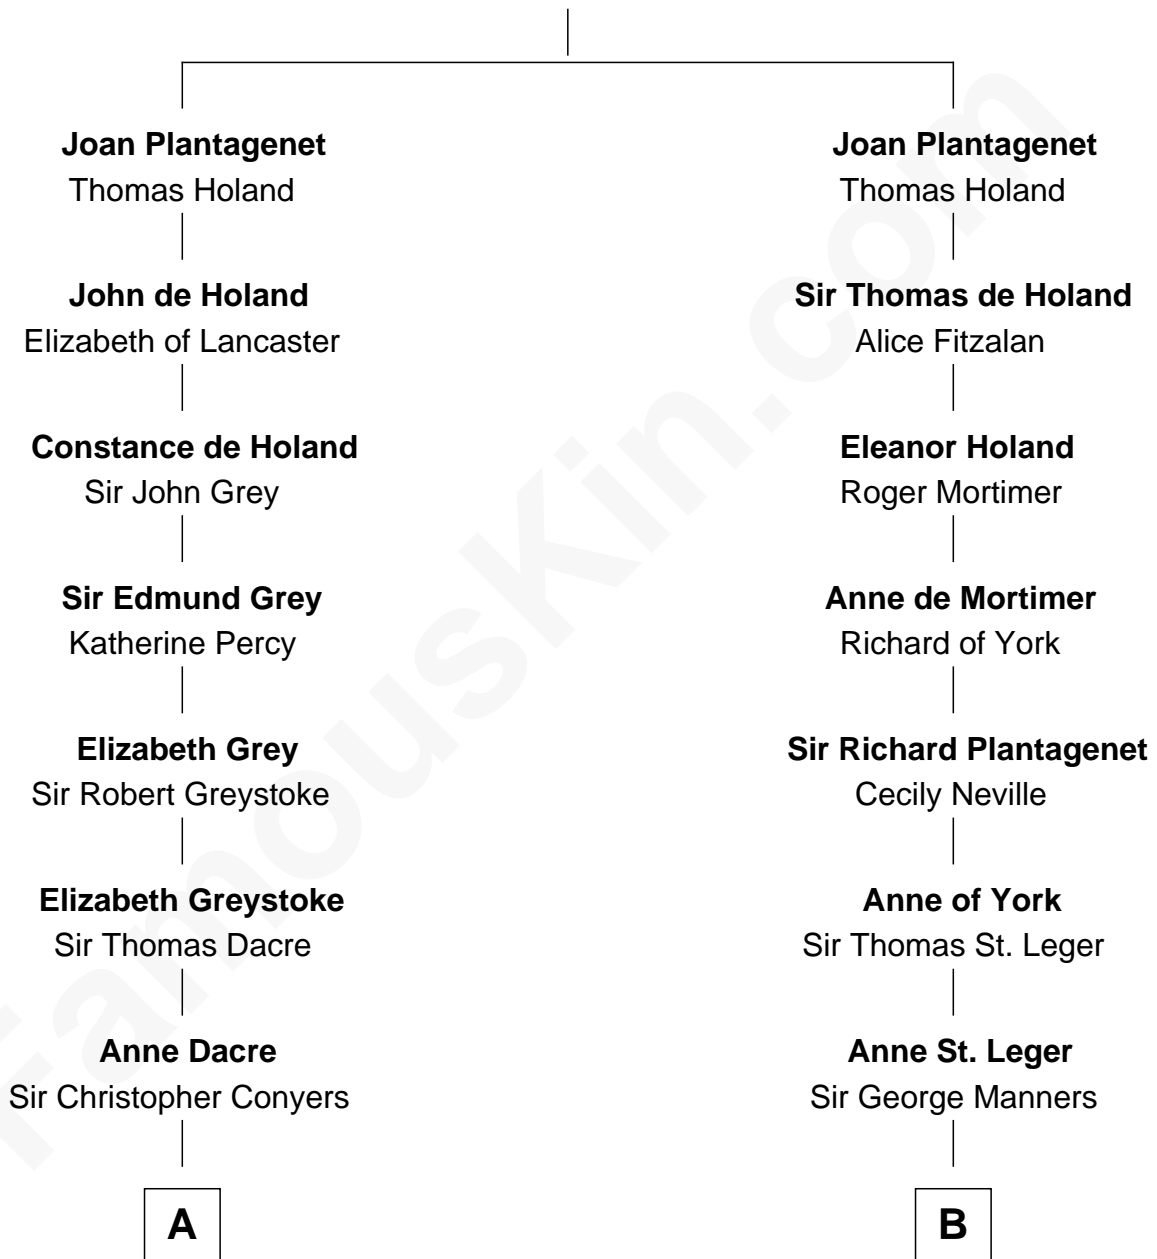 Joan Plantagenet
Thomas Holand
John de Holand
Elizabeth of Lancaster
Constance de Holand
Sir John Grey
Sir Edmund Grey
Katherine Percy
Elizabeth Grey
Sir Robert Greystoke
Elizabeth Greystoke
Sir Thomas Dacre
Anne Dacre
Sir Christopher Conyers
A
Joan Plantagenet
Thomas Holand
Sir Thomas de Holand
Alice Fitzalan
Eleanor Holand
Roger Mortimer
Anne de Mortimer
Richard of York
Sir Richard Plantagenet
Cecily Neville
Anne of York
Sir Thomas St. Leger
Anne St. Leger
Sir George Manners
B
FamousKin.com